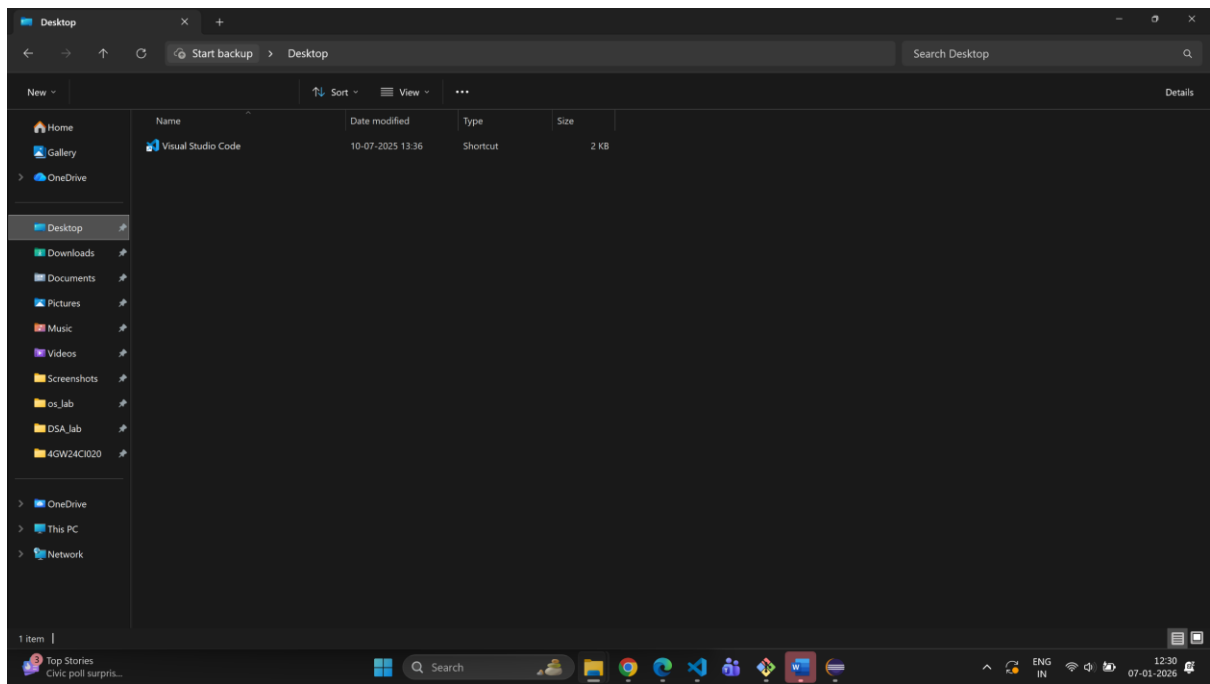 Desktop
Start backup > Desktop
Search Desktop
New
Sort
View
Details
Name Date modified Type Size
Visual Studio Code 10-07-2025 13:36 Shortcut 2 KB
Home
Gallery
OneDrive
Desktop
Downloads
Documents
Pictures
Music
Videos
Screenshots
os_lab
DSA_lab
4GW24CI020
OneDrive
This PC
Network
1 item
3
Top Stories
Civic poll surpris...
Search
ENG
IN
12:30
07-01-2026